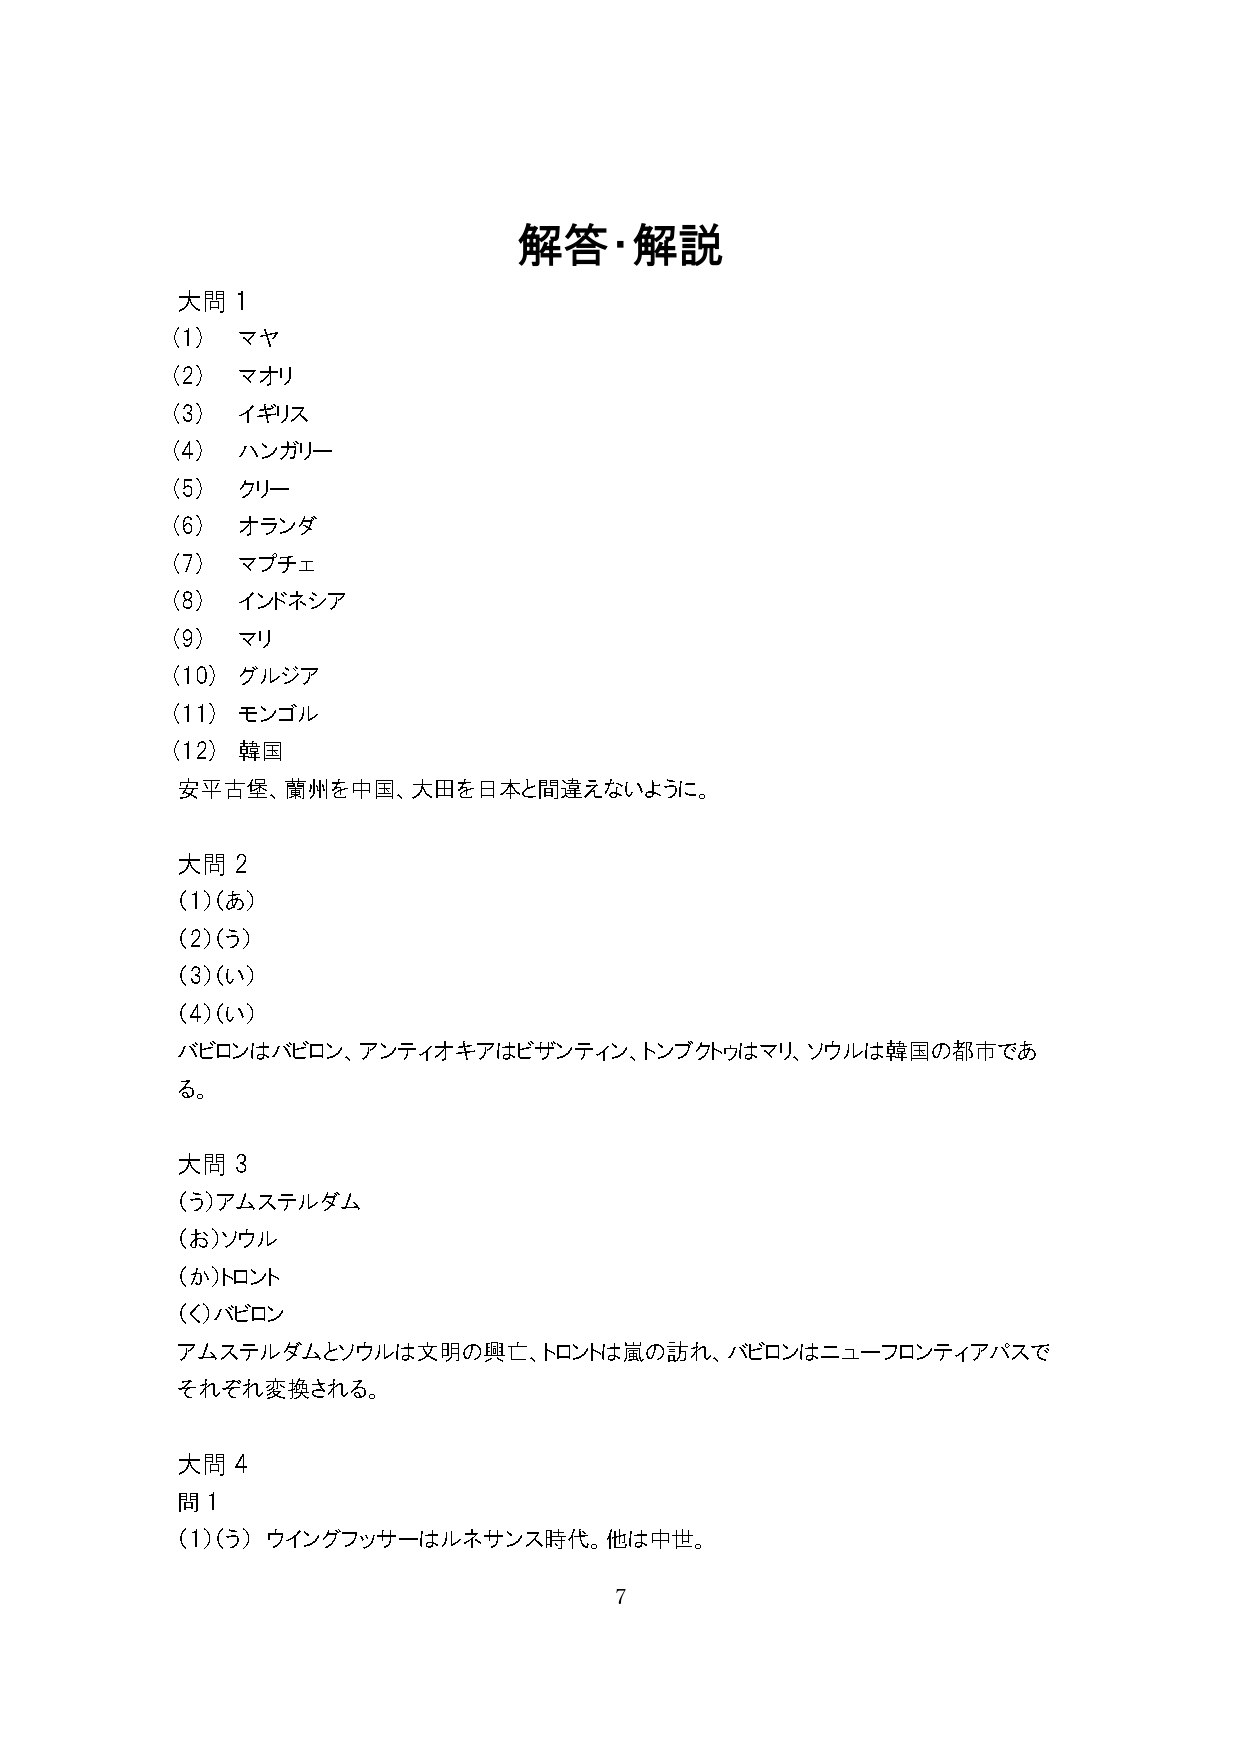 解答・解説
大問 1
(1) マヤ
(2) マオリ
(3) イギリス
(4) ハンガリー
(5) クリー
(6) オランダ
(7) マプチェ
(8) インドネシア
(9) マリ
(10) グルジア
(11) モンゴル
(12) 韓国
安平古堡、蘭州を中国、大田を日本と間違えないように。
大問 2
(1)(あ)
(2)(う)
(3)(い)
(4)(い)
バビロンはバビロン、アンティオキアはビザンティン、トンブクトゥはマリ、ソウルは韓国の都市であ
る。
大問 3
(う)アムステルダム
(お)ソウル
(か)トロント
(く)バビロン
アムステルダムとソウルは文明の興亡、トロントは嵐の訪れ、バビロンはニューフロンティアパスで
それぞれ変換される。
大問 4
問 1
(1)(う) ウイングフッサーはルネサンス時代。他は中世。
7